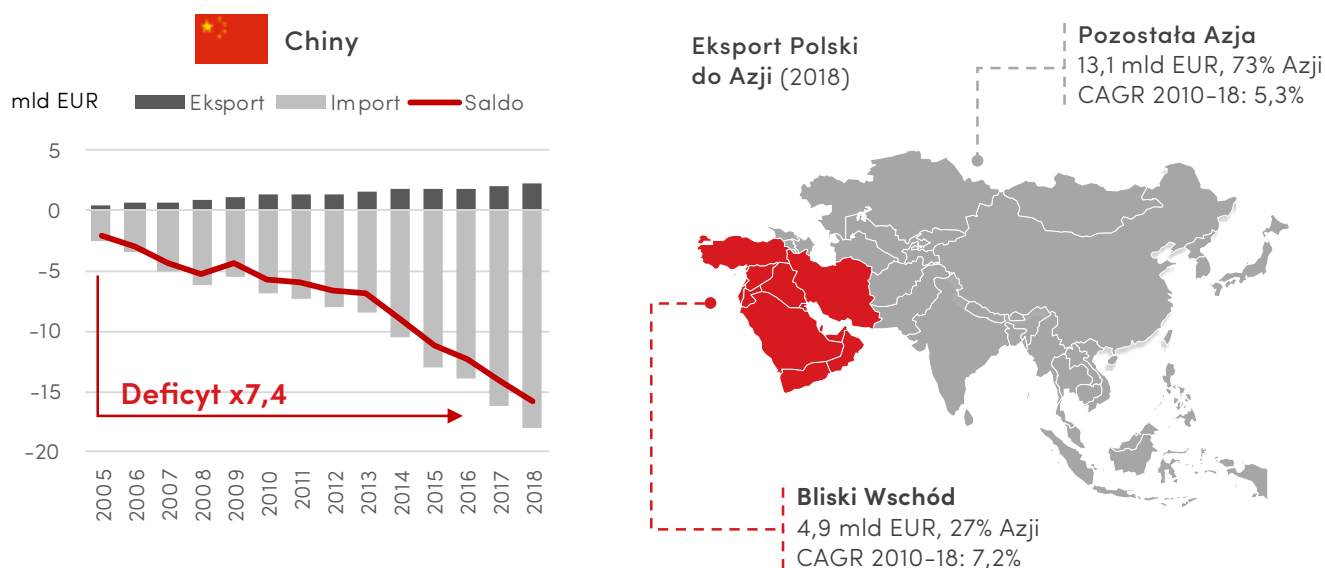 Chiny
mld EUR
Eksport
Import
Saldo
5
0
-5
-10
-15
-20
Deficyt x7,4
2005
2006
2007
2008
2009
2010
2011
2012
2013
2014
2015
2016
2017
2018
Eksport Polski
do Azji (2018)
Pozostała Azja
13,1 mld EUR, 73% Azji
CAGR 2010-18: 5,3%
Bliski Wschód
4,9 mld EUR, 27% Azji
CAGR 2010-18: 7,2%